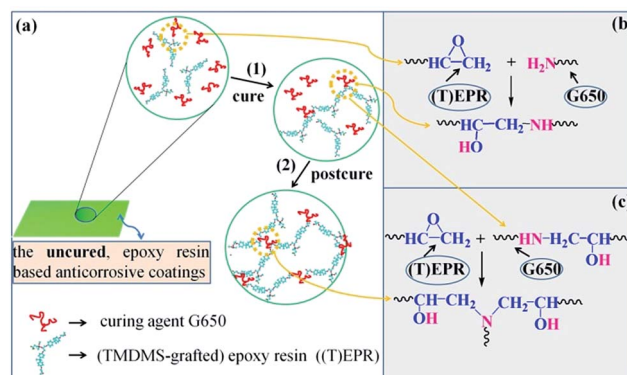 (a)
(1)
cure
(2)
postcure
the uncured, epoxy resin
based anticorrosive coatings
curing agent G650
(TMDMS-grafted) epoxy resin ((T)EPR)
(b)
O
HC—CH₂ + H₂N
(T)EPR
G650
CH—CH₂—NH
HO
(c)
O
HC—CH₂ + HN—CH₂—CH
OH
(T)EPR
G650
CH—CH₂ CH₂—CH
OH N OH